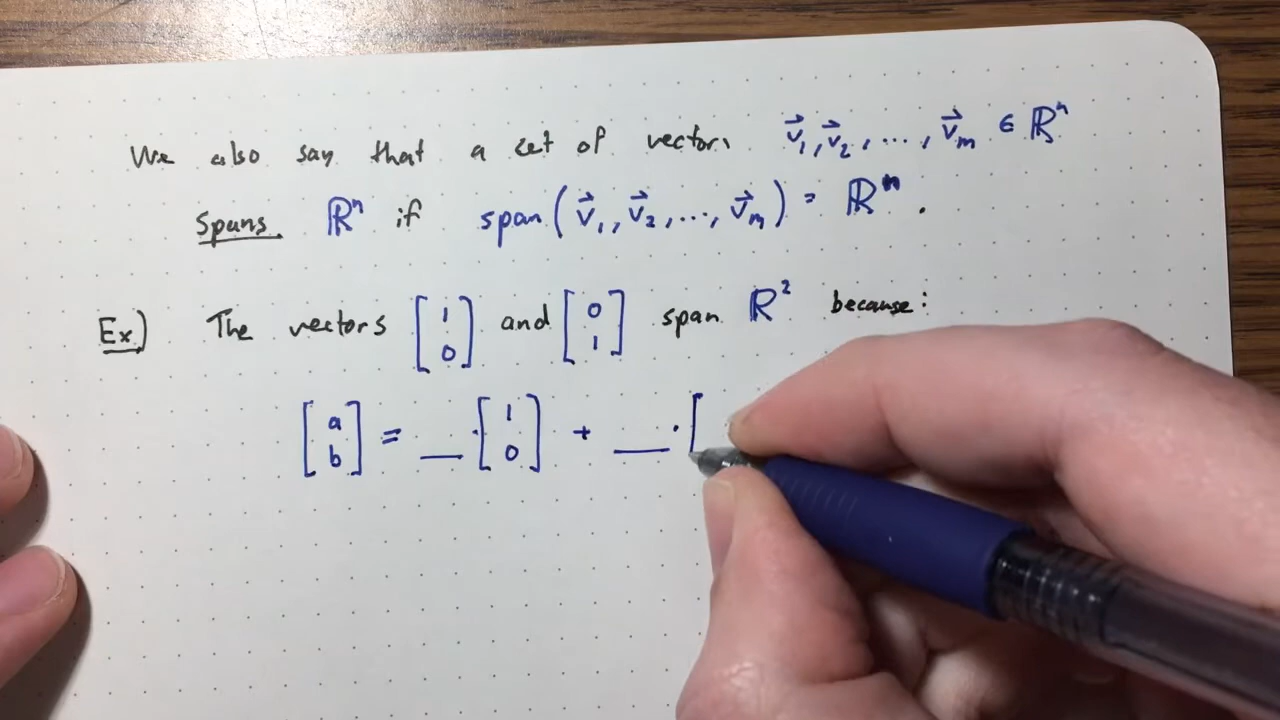 We also say that a set of vectors v⃗₁, v⃗₂, ..., v⃗ₘ ∈ ℝⁿ
spans ℝⁿ if span(v⃗₁, v⃗₂, ..., v⃗ₘ) = ℝⁿ.
Ex) The vectors [1 0] and [0 1] span ℝ² because:
[a b] = __ · [1 0] + __ · [